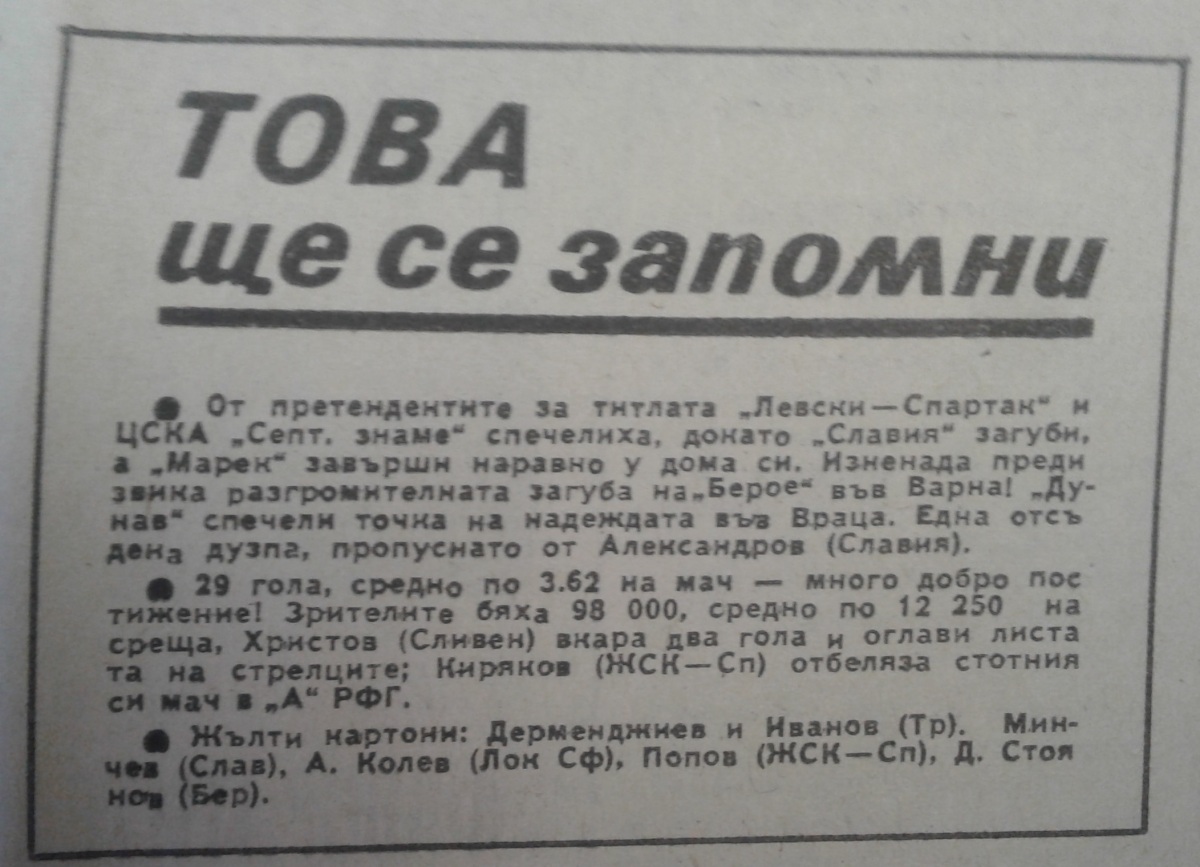 ТОВА
ще се запомни
● От претендентите за титлата „Левски—Спартак“ и
ЦСКА „Септ. знаме“ спечелиха, донато „Славия“ загуби,
а „Марек“ завърши наравно у дома си. Изненада преди
звика разгромителната загуба на „Берое“ във Варна! „Ду-
нав“ спечели точка на надеждата във Враца. Една отсъ
дена дузпа, пропуснато от Александров (Славия).
● 29 гола, средно по 3.62 на мач — много добро пос
тижение! Зрителите бяха 98 000, средно по 12 250 на
среща, Христов (Сливен) вкара два гола и оглави листа
та на стрелците; Киряков (ЖСК—Сп) отбеляза стотния
си мач в „А“ РФГ.
● Жълти картони: Дерменджиев и Иванов (Тр). Мин-
чев (Слав), А. Колев (Лок Сф), Попов (ЖСК—Сп), Д. Стоя
нов (Бер).